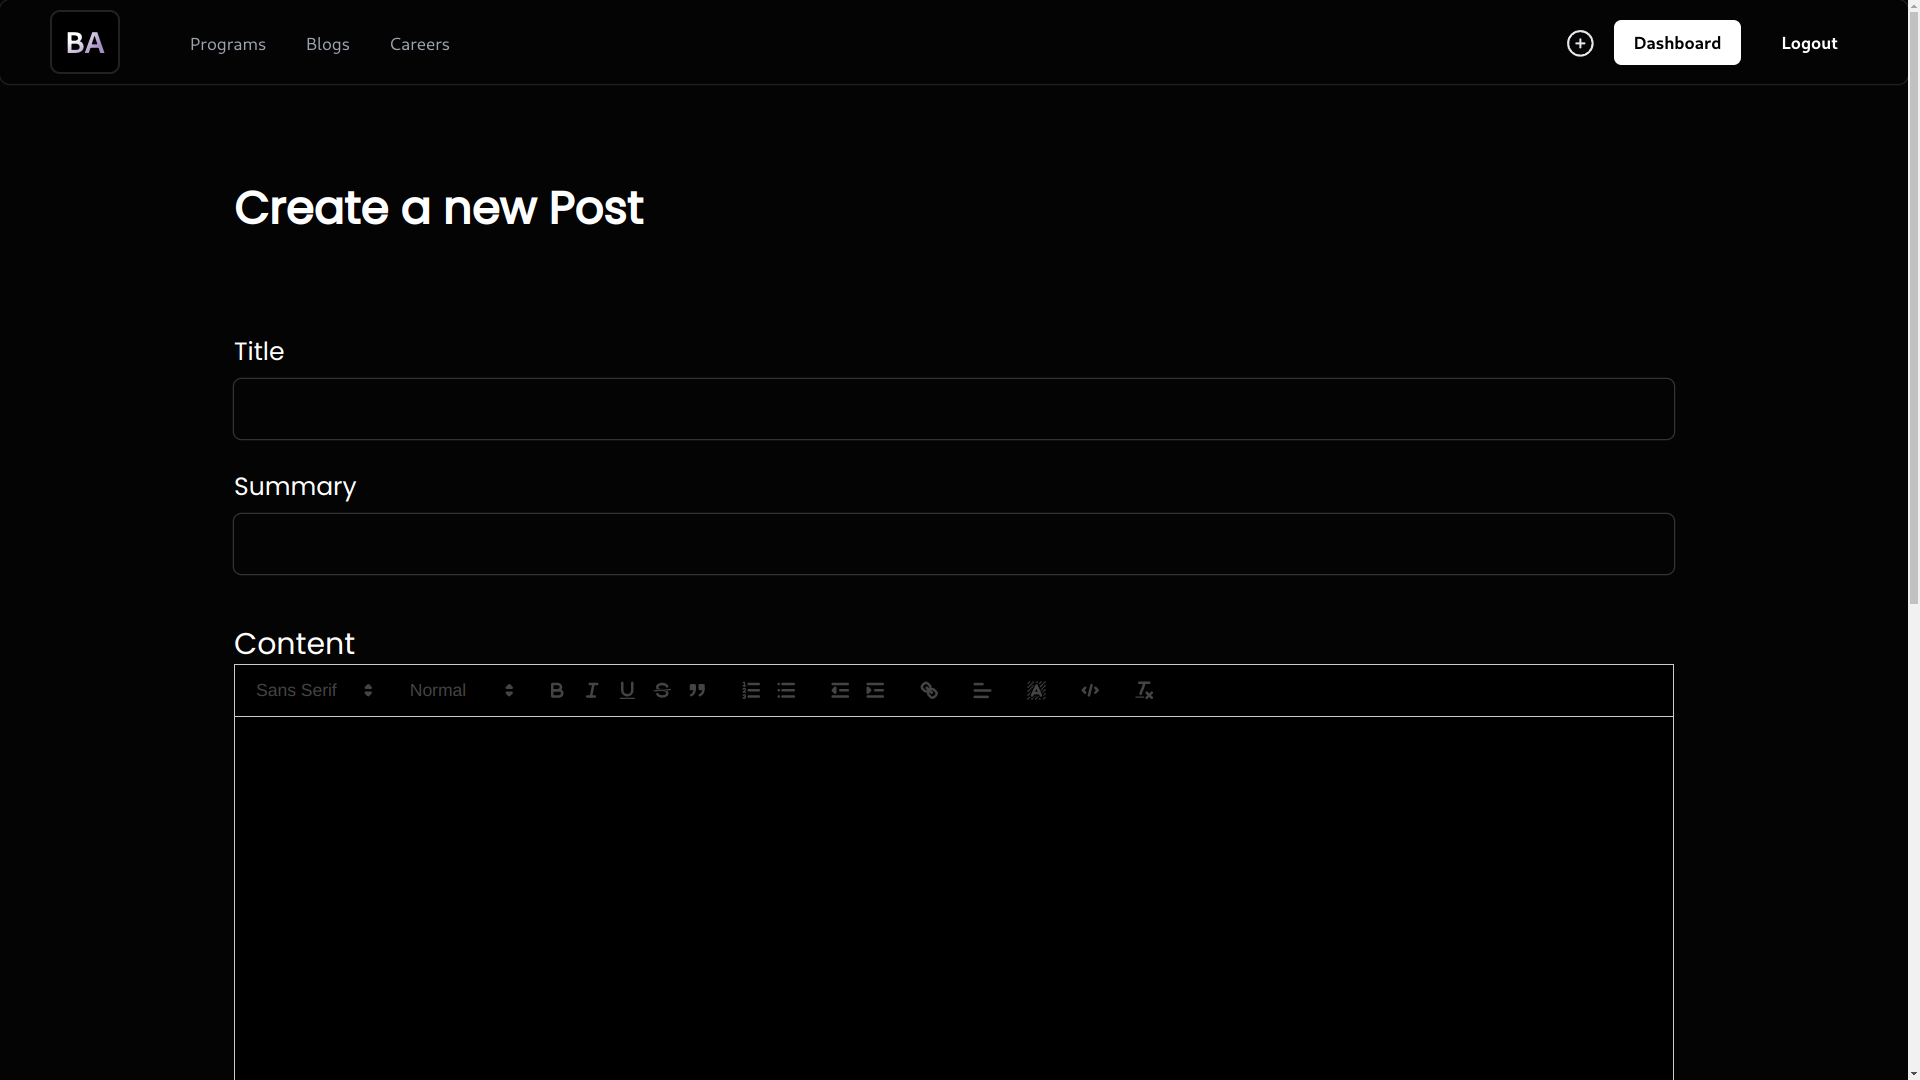 BA
Programs Blogs Careers Dashboard Logout
Create a new Post
Title
Summary
Content
Sans Serif Normal